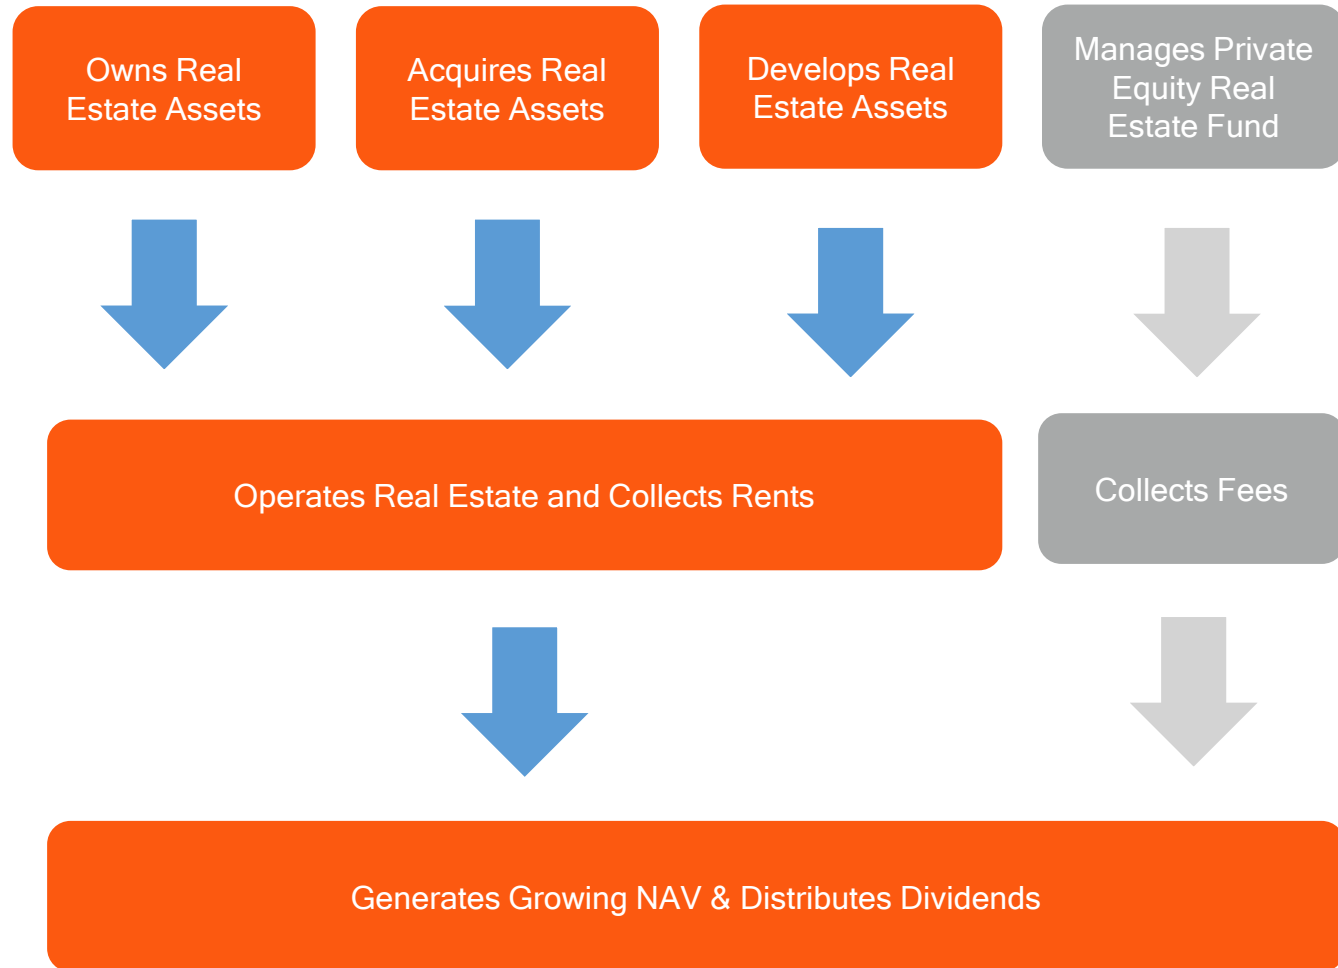 Owns Real
Estate Assets
Acquires Real
Estate Assets
Develops Real
Estate Assets
Manages Private
Equity Real
Estate Fund
Operates Real Estate and Collects Rents
Collects Fees
Generates Growing NAV & Distributes Dividends